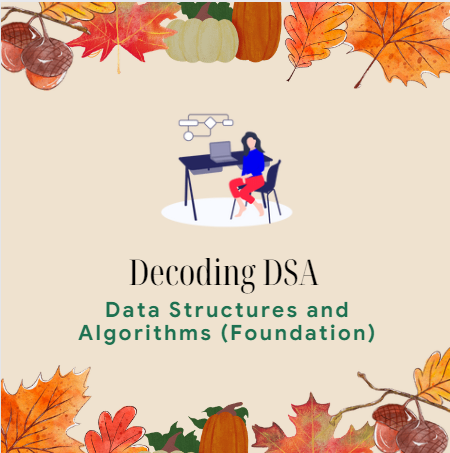 Decoding DSA
Data Structures and
Algorithms (Foundation)